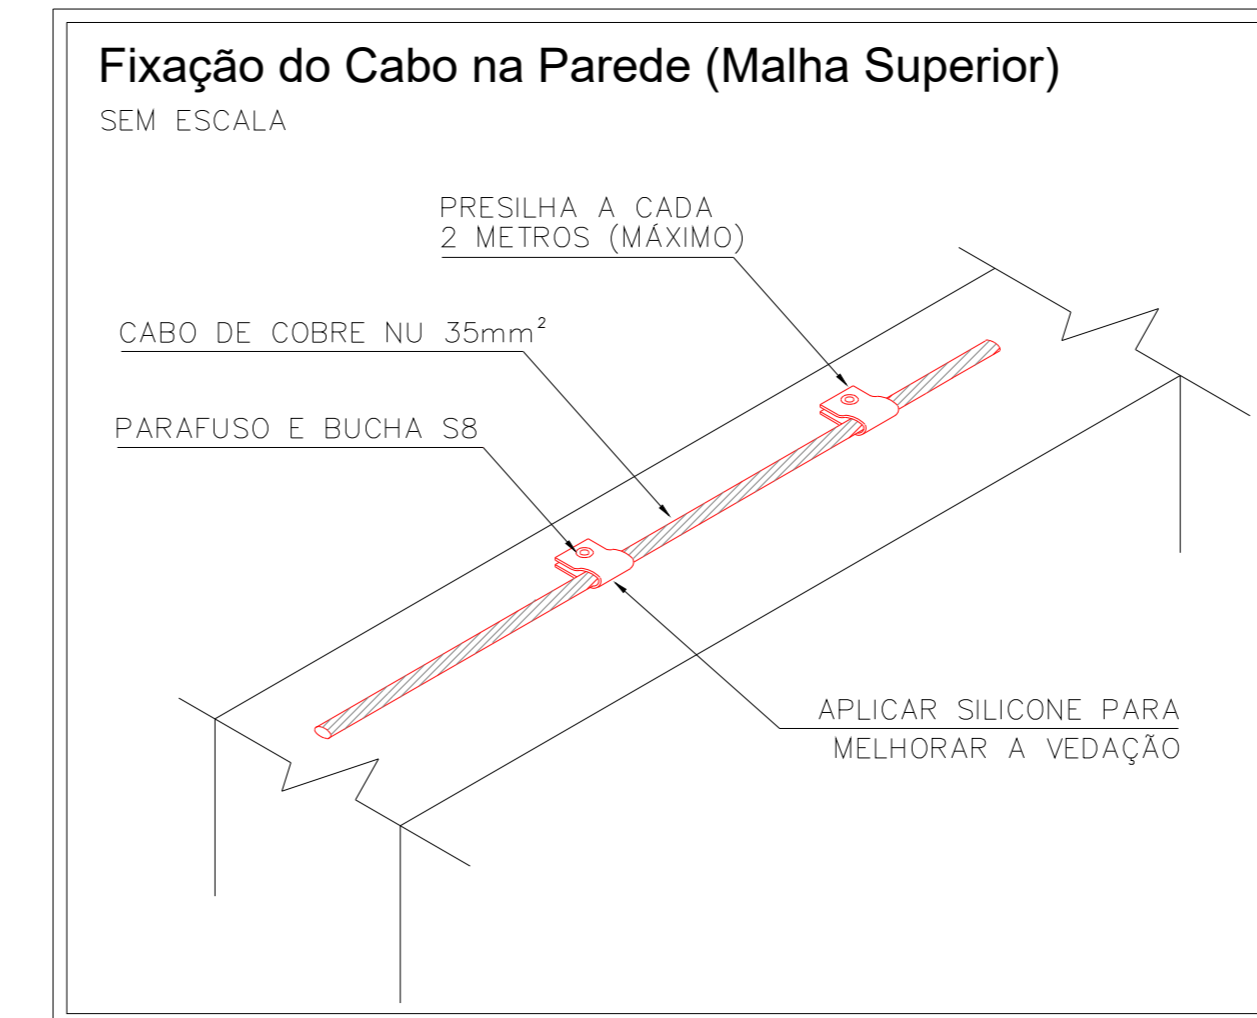 Fixação do Cabo na Parede (Malha Superior)
SEM ESCALA
PRESILHA A CADA
2 METROS (MÁXIMO)
CABO DE COBRE NU 35mm²
PARAFUSO E BUCHA S8
APLICAR SILICONE PARA
MELHORAR A VEDAÇÃO